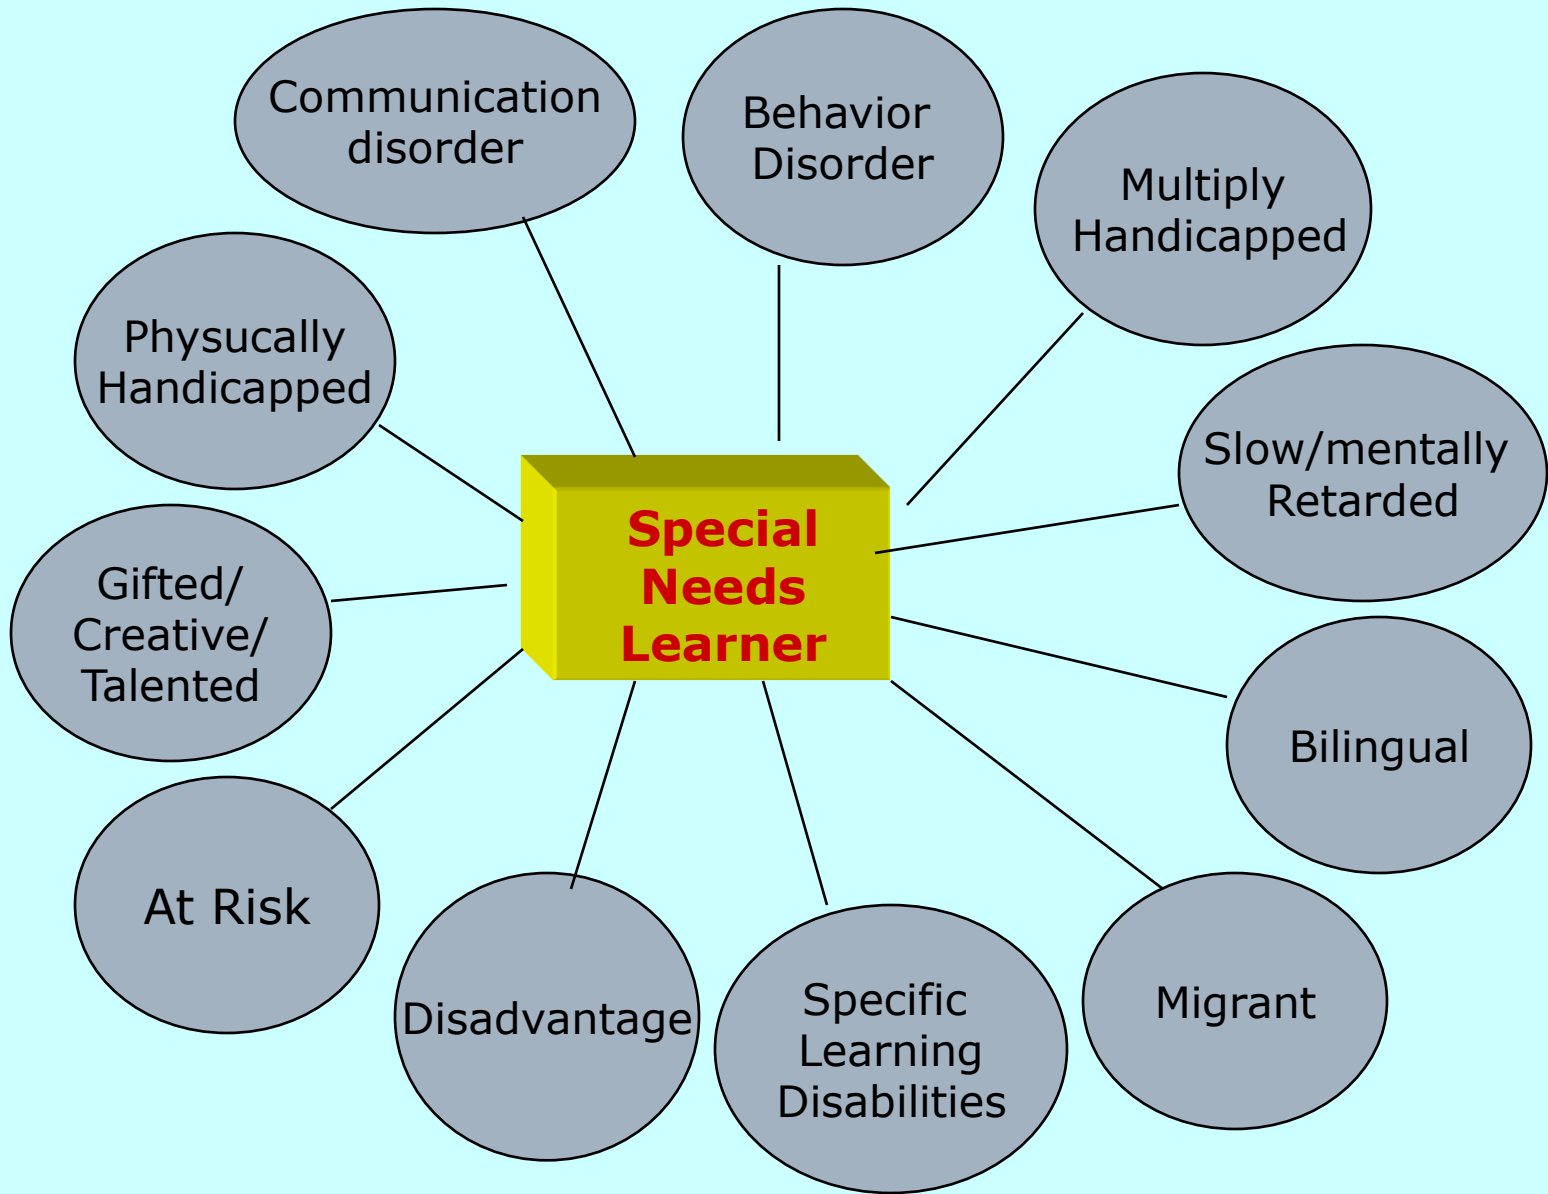 Communication
disorder
Behavior
Disorder
Multiply
Handicapped
Physucally
Handicapped
Slow/mentally
Retarded
Special
Needs
Learner
Gifted/
Creative/
Talented
Bilingual
At Risk
Disadvantage
Specific
Learning
Disabilities
Migrant